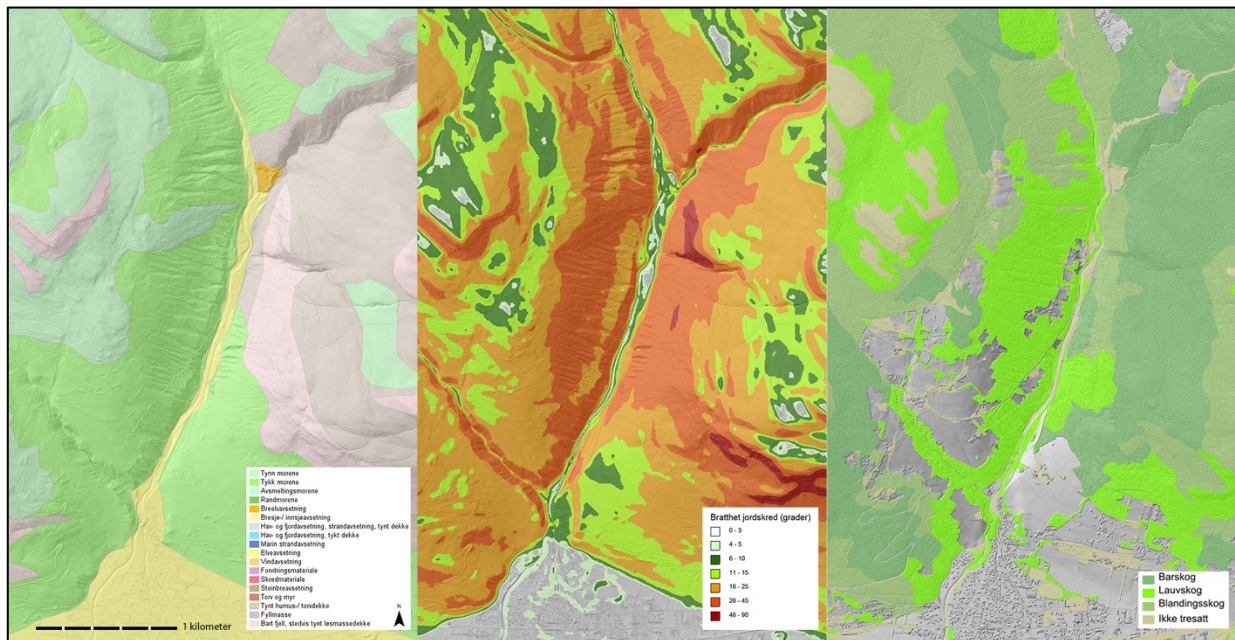 Tynn morene
Tykk morene
Avsmeltingsmorene
Randmorene
Breelvavsetning
Bresjø-/ innsjøavsetning
Hav- og fjordavsetning, strandavsetning, tynt dekke
Hav- og fjordavsetning, tykt dekke
Marin strandavsetning
Elveavsetning
Vindavsetning
Forvitringsmateriale
Skredmateriale
Steinbreavsetning
Torv og myr
Tynt humus-/ torvdekke
Fyllmasse
Bart fjell, stedvis tynt løsmassedekke
N
1 kilometer
Bratthet jordskred (grader)
0 - 3
4 - 5
6 - 10
11 - 15
16 - 25
26 - 45
46 - 90
Barskog
Lauvskog
Blandingsskog
Ikke tresatt